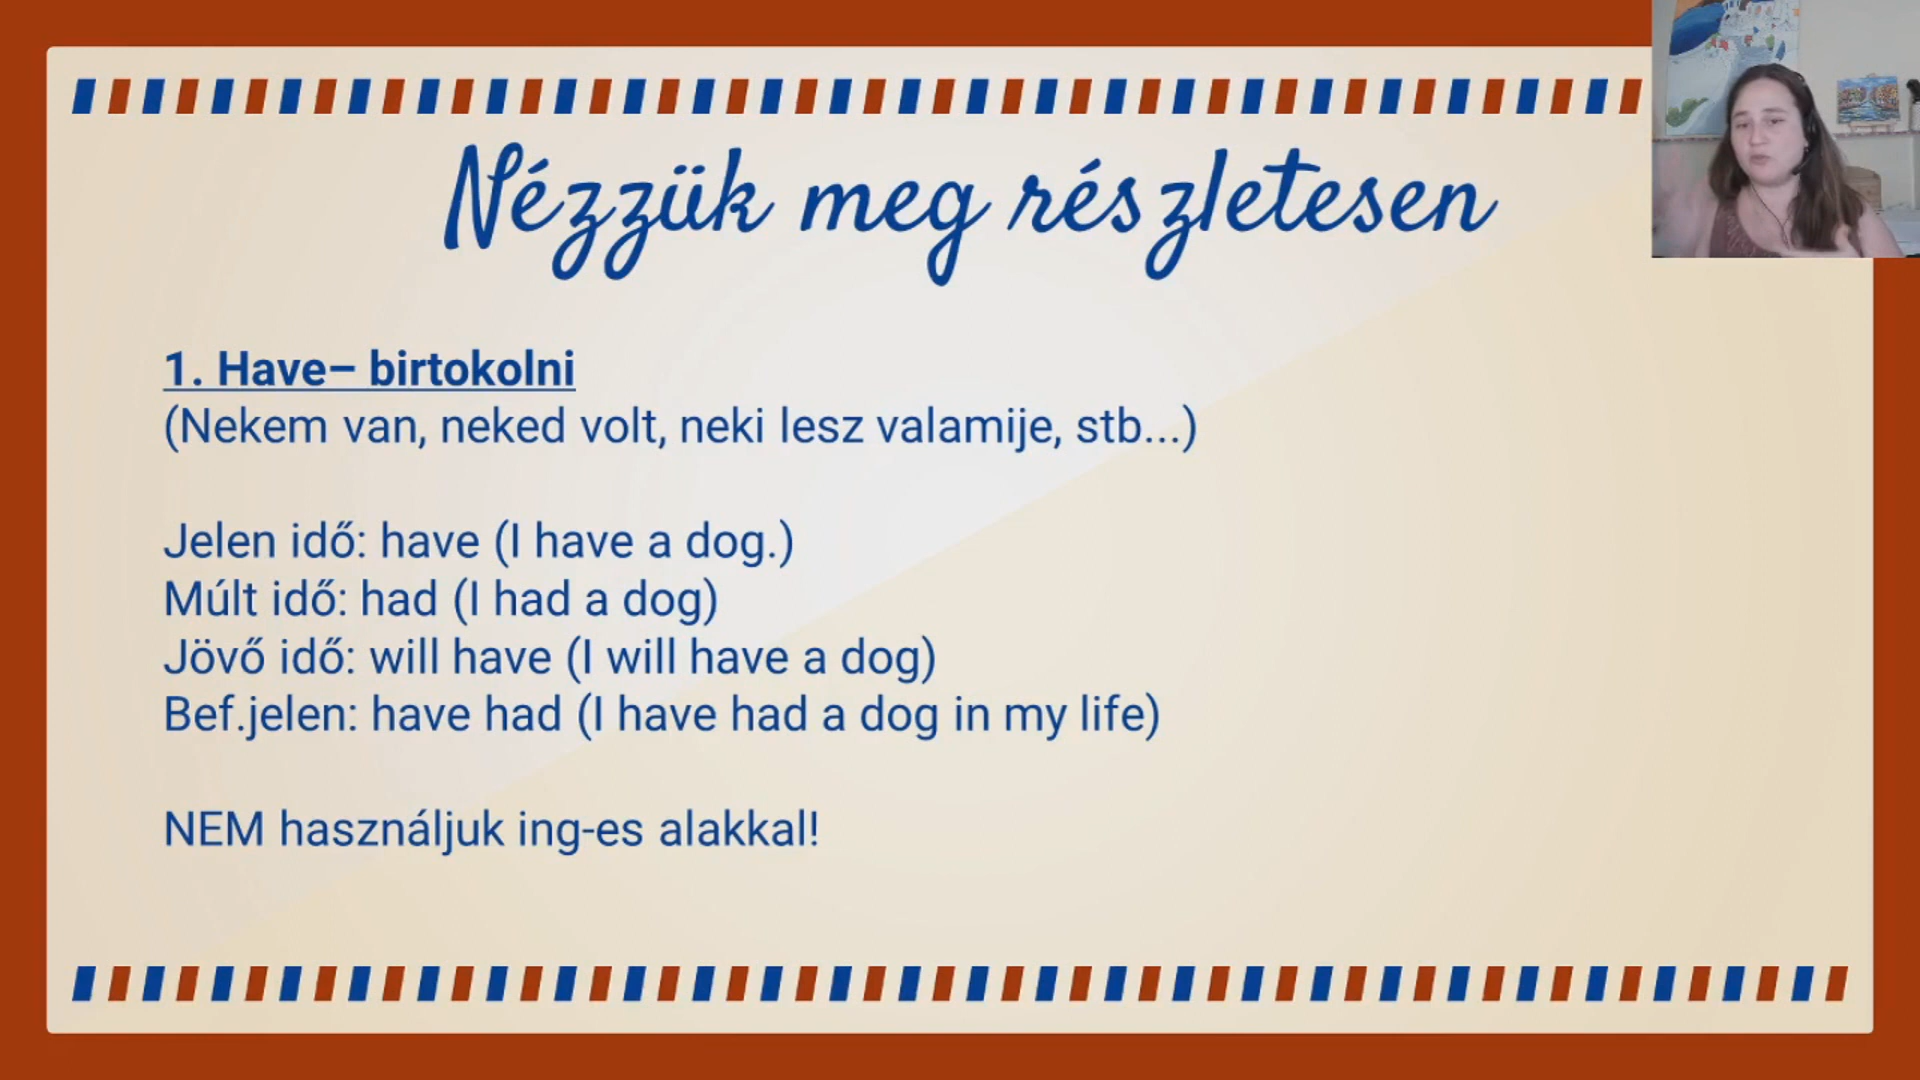 Nézzük meg részletesen
1. Have– birtokolni
(Nekem van, neked volt, neki lesz valamije, stb...)
Jelen idő: have (I have a dog.)
Múlt idő: had (I had a dog)
Jövő idő: will have (I will have a dog)
Bef.jelen: have had (I have had a dog in my life)
NEM használjuk ing-es alakkal!